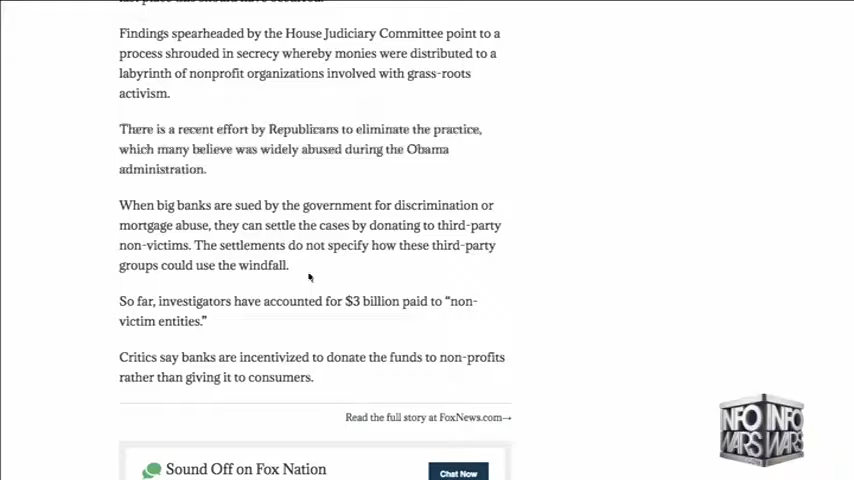 Findings spearheaded by the House Judiciary Committee point to a
process shrouded in secrecy whereby monies were distributed to a
labyrinth of nonprofit organizations involved with grass-roots
activism.
There is a recent effort by Republicans to eliminate the practice,
which many believe was widely abused during the Obama
administration.
When big banks are sued by the government for discrimination or
mortgage abuse, they can settle the cases by donating to third-party
non-victims. The settlements do not specify how these third-party
groups could use the windfall.
So far, investigators have accounted for $3 billion paid to “non-
victim entities.”
Critics say banks are incentivized to donate the funds to non-profits
rather than giving it to consumers.
Read the full story at FoxNews.com→
Sound Off on Fox Nation
Chat Now
INFO INFO
WARS WARS